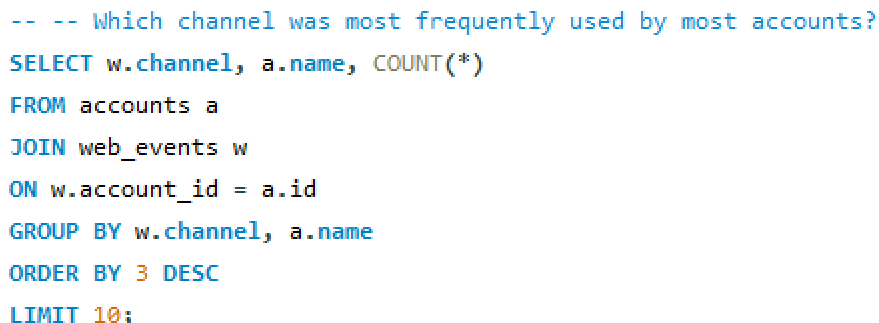 -- -- Which channel was most frequently used by most accounts?
SELECT w.channel, a.name, COUNT(*)
FROM accounts a
JOIN web_events w
ON w.account_id = a.id
GROUP BY w.channel, a.name
ORDER BY 3 DESC
LIMIT 10;